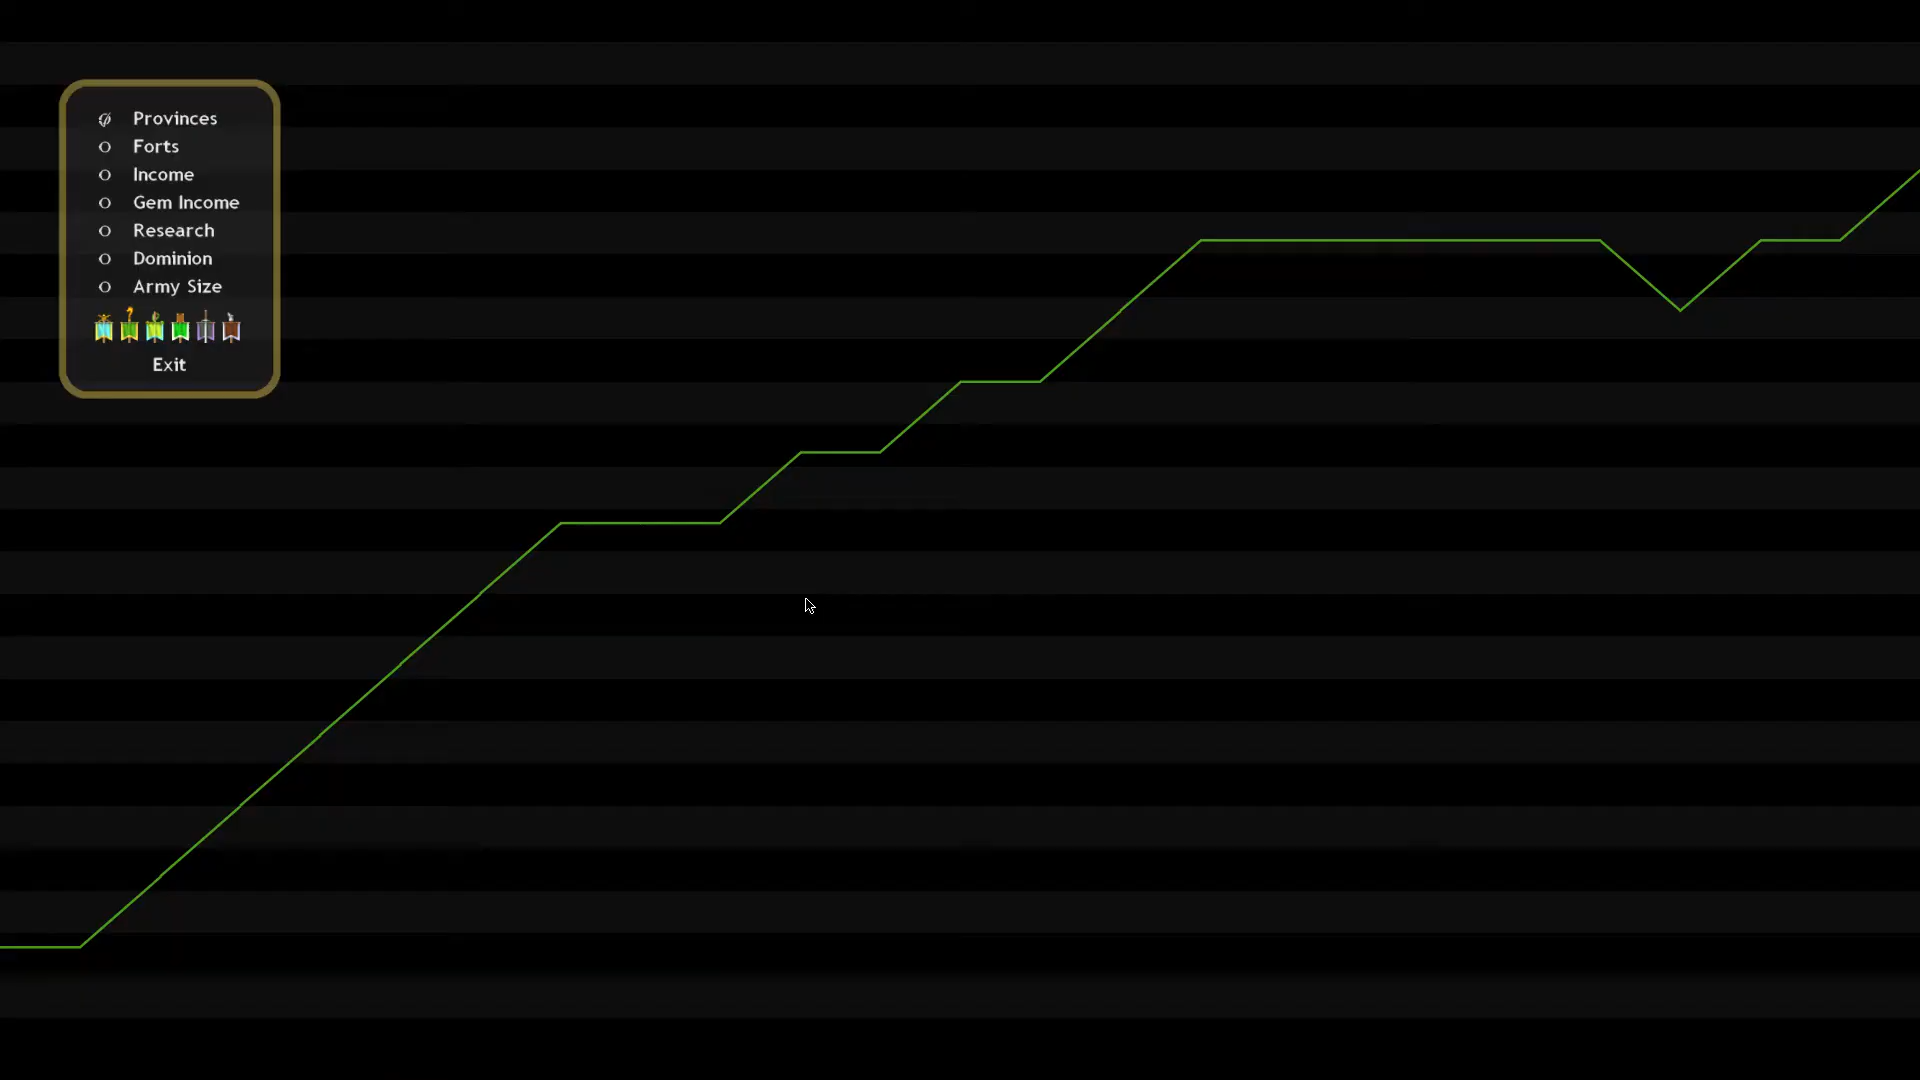 Provinces
Forts
Income
Gem Income
Research
Dominion
Army Size
Exit